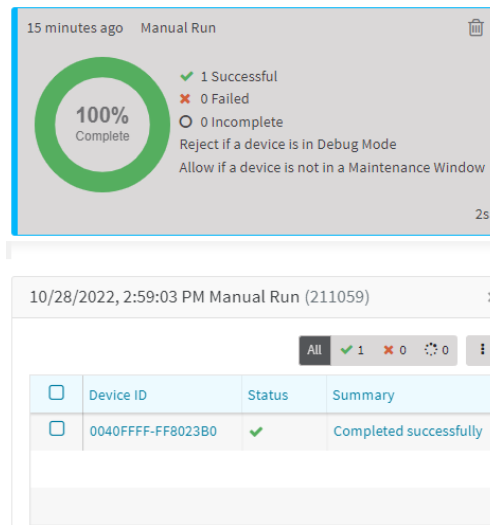 15 minutes ago Manual Run
100%
Complete
1 Successful
0 Failed
0 Incomplete
Reject if a device is in Debug Mode
Allow if a device is not in a Maintenance Window
2s
10/28/2022, 2:59:03 PM Manual Run (211059)
All 1 0 0
Device ID Status Summary
0040FFFF-FF8023B0 Completed successfully